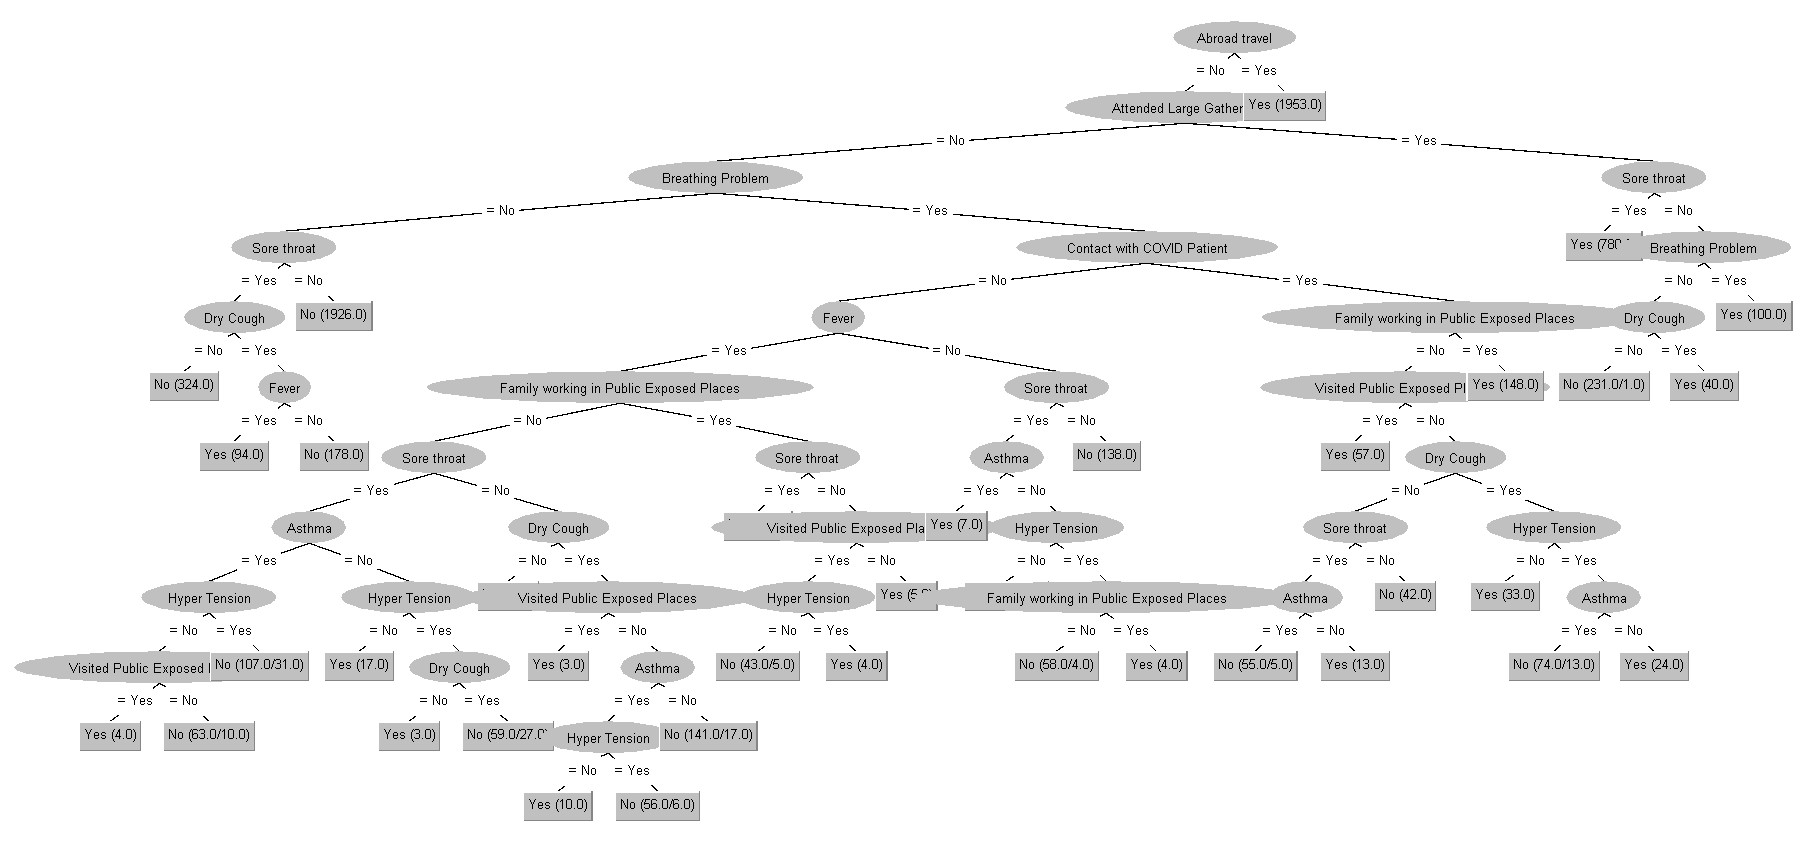 Abroad travel
= No = Yes
Attended Large Gather Yes (1953.0)
= No = Yes
Breathing Problem Sore throat
= No = Yes = Yes = No
Sore throat Contact with COVID Patient Yes Breathing Problem
= Yes = No = No = Yes = No = Yes
Dry Cough No (1926.0) Fever Family working in Public Exposed Places Dry Cough Yes (100.0)
= No = Yes = Yes = No = No = Yes = No = Yes
No (324.0) Fever Family working in Public Exposed Places Sore throat Visited Public Exposed Yes (148.0) No (231.0/1.0) Yes (40.0)
= Yes = No = No = Yes = Yes = No = Yes = No
Yes (94.0) No (178.0) Sore throat Sore throat Asthma No (138.0) Yes (57.0) Dry Cough
= Yes = No = Yes = No = Yes = No = No = Yes
Asthma Dry Cough Visited Public Exposed Pla Yes (7.0) Hyper Tension Sore throat Hyper Tension
= Yes = No = No = Yes = Yes = No = No = Yes = Yes = No = No = Yes
Hyper Tension Hyper Tension Visited Public Exposed Places Hyper Tension Yes Family working in Public Exposed Places Asthma No (42.0) Yes (33.0) Asthma
= No = Yes = No = Yes = Yes = No = No = Yes = No = Yes = Yes = No = Yes = No
Visited Public Exposed No (107.0/31.0) Yes (17.0) Dry Cough Yes (3.0) Asthma No (43.0/5.0) Yes (4.0) No (58.0/4.0) Yes (4.0) No (55.0/5.0) Yes (13.0) No (74.0/13.0) Yes (24.0)
= Yes = No = No = Yes = Yes = No
Yes (4.0) No (63.0/10.0) Yes (3.0) No (59.0/27.0 Hyper Tension No (141.0/17.0)
= No = Yes
Yes (10.0) No (56.0/6.0)